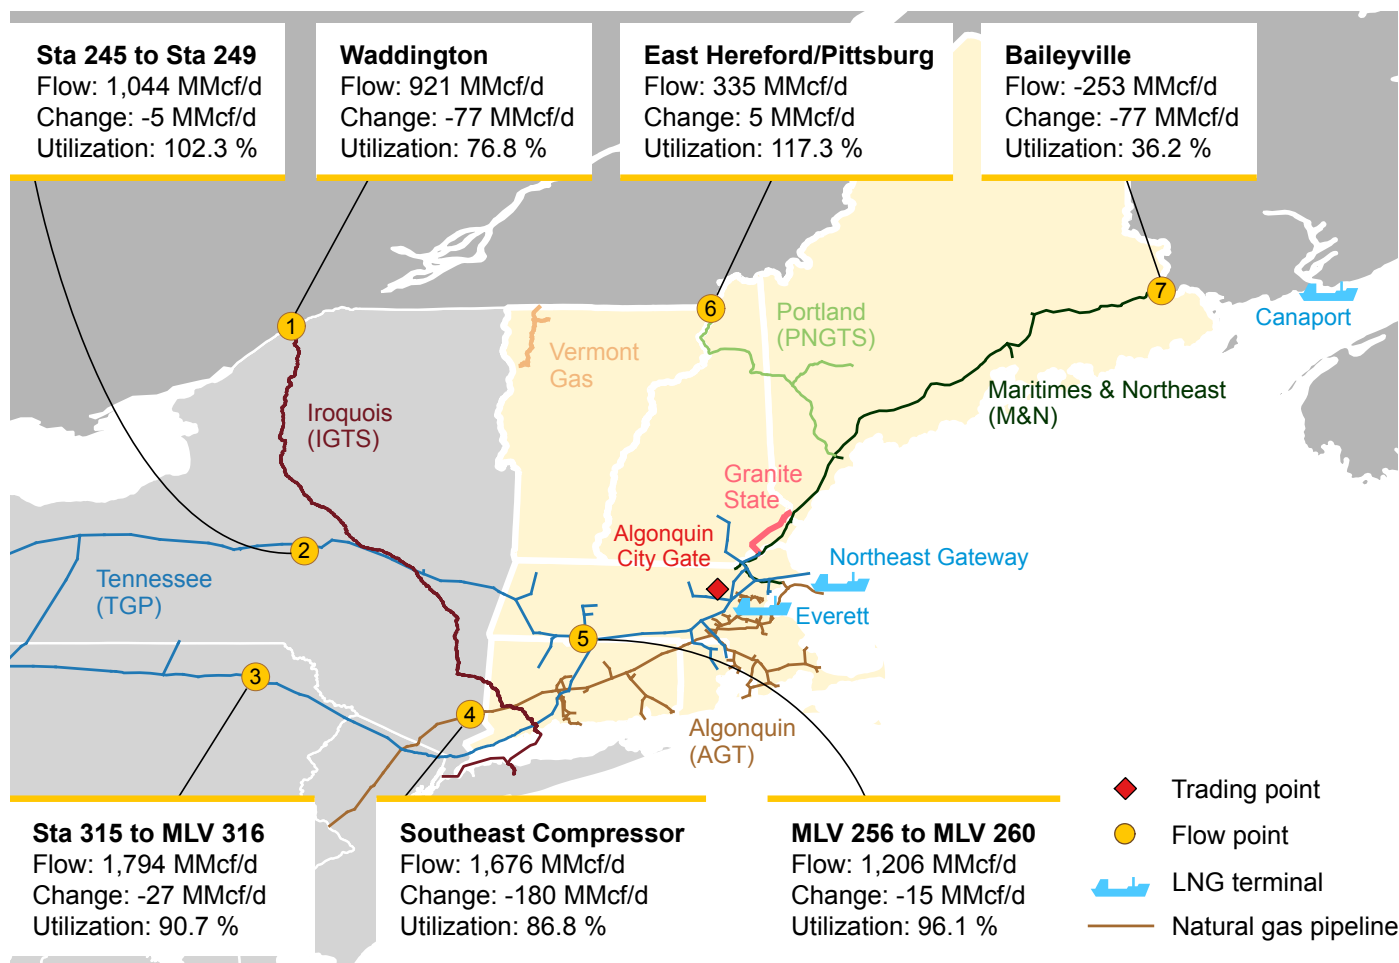 Sta 245 to Sta 249
Flow: 1,044 MMcf/d
Change: -5 MMcf/d
Utilization: 102.3 %
Waddington
Flow: 921 MMcf/d
Change: -77 MMcf/d
Utilization: 76.8 %
East Hereford/Pittsburg
Flow: 335 MMcf/d
Change: 5 MMcf/d
Utilization: 117.3 %
Baileyville
Flow: -253 MMcf/d
Change: -77 MMcf/d
Utilization: 36.2 %
7
6
1
Canaport
Portland
(PNGTS)
Vermont
Gas
Maritimes & Northeast
(M&N)
Iroquois
(IGTS)
Granite
State
Algonquin
City Gate
2
Northeast Gateway
Tennessee
(TGP)
Everett
5
3
4
Algonquin
(AGT)
Sta 315 to MLV 316
Flow: 1,794 MMcf/d
Change: -27 MMcf/d
Utilization: 90.7 %
Southeast Compressor
Flow: 1,676 MMcf/d
Change: -180 MMcf/d
Utilization: 86.8 %
MLV 256 to MLV 260
Flow: 1,206 MMcf/d
Change: -15 MMcf/d
Utilization: 96.1 %
Trading point
Flow point
LNG terminal
Natural gas pipeline